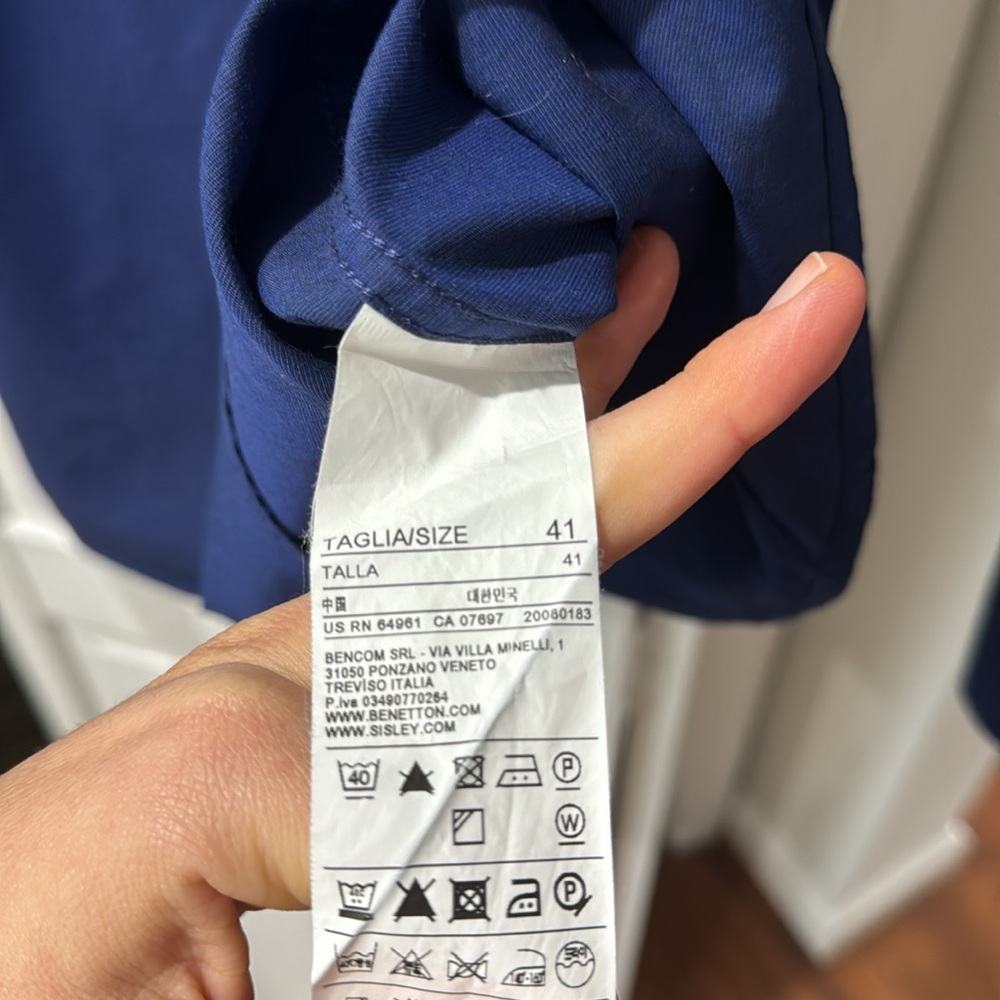 TAGLIA/SIZE 41
TALLA 41
中国 대한민국
US RN 64961 CA 07697 20060183
BENCOM SRL - VIA VILLA MINELLI, 1
31050 PONZANO VENETO
TREVISO ITALIA
P.Iva 03490770264
WWW.BENETTON.COM
WWW.SISLEY.COM
40 P
W
P